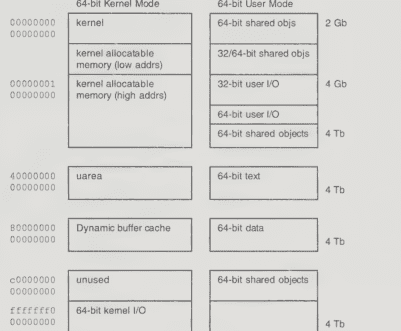 64-bit Kernel Mode
64-bit User Mode
00000000
00000000
kernel
64-bit shared objs
2 Gb
kernel allocatable
memory (low addrs)
32/64-bit shared objs
00000001
00000000
kernel allocatable
memory (high addrs)
32-bit user I/O
4 Gb
64-bit user I/O
64-bit shared objects
4 Tb
40000000
00000000
uarea
64-bit text
4 Tb
80000000
00000000
Dynamic buffer cache
64-bit data
4 Tb
c0000000
00000000
unused
64-bit shared objects
fffffff0
00000000
64-bit kernel I/O
4 Tb